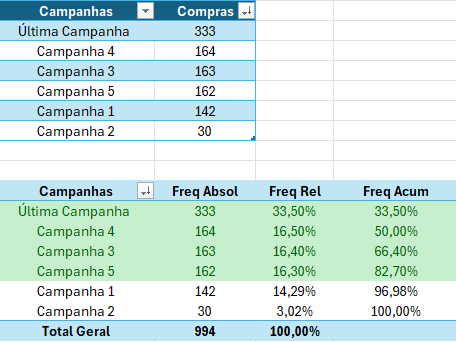 Campanhas Compras
Última Campanha 333
Campanha 4 164
Campanha 3 163
Campanha 5 162
Campanha 1 142
Campanha 2 30
Campanhas Freq Absol Freq Rel Freq Acum
Última Campanha 333 33,50% 33,50%
Campanha 4 164 16,50% 50,00%
Campanha 3 163 16,40% 66,40%
Campanha 5 162 16,30% 82,70%
Campanha 1 142 14,29% 96,98%
Campanha 2 30 3,02% 100,00%
Total Geral 994 100,00%